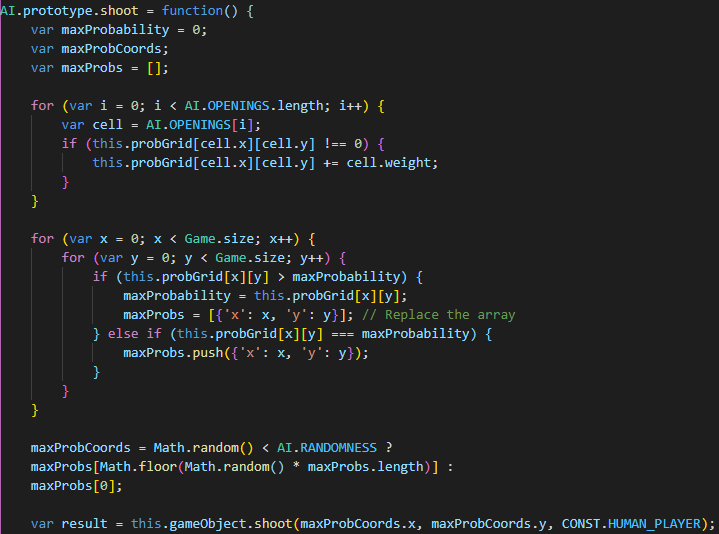 AI.prototype.shoot = function() {
    var maxProbability = 0;
    var maxProbCoords;
    var maxProbs = [];

    for (var i = 0; i < AI.OPENINGS.length; i++) {
        var cell = AI.OPENINGS[i];
        if (this.probGrid[cell.x][cell.y] !== 0) {
            this.probGrid[cell.x][cell.y] += cell.weight;
        }
    }

    for (var x = 0; x < Game.size; x++) {
        for (var y = 0; y < Game.size; y++) {
            if (this.probGrid[x][y] > maxProbability) {
                maxProbability = this.probGrid[x][y];
                maxProbs = [{'x': x, 'y': y}]; // Replace the array
            } else if (this.probGrid[x][y] === maxProbability) {
                maxProbs.push({'x': x, 'y': y});
            }
        }
    }

    maxProbCoords = Math.random() < AI.RANDOMNESS ?
    maxProbs[Math.floor(Math.random() * maxProbs.length)] :
    maxProbs[0];

    var result = this.gameObject.shoot(maxProbCoords.x, maxProbCoords.y, CONST.HUMAN_PLAYER);